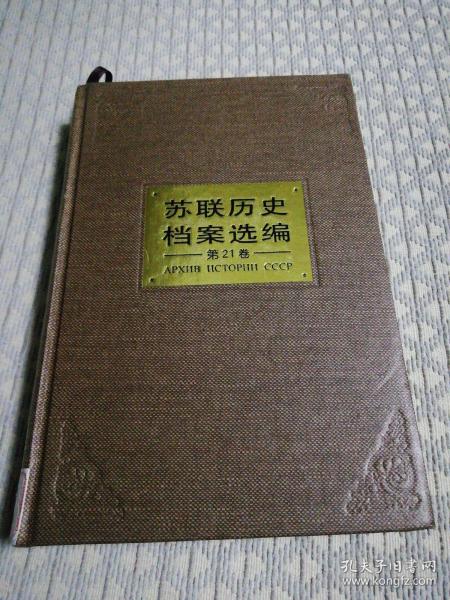 苏联历史
档案选编
第21卷
АРХИВ ИСТОРИИ СССР
孔夫子旧书网
www.kongfz.com